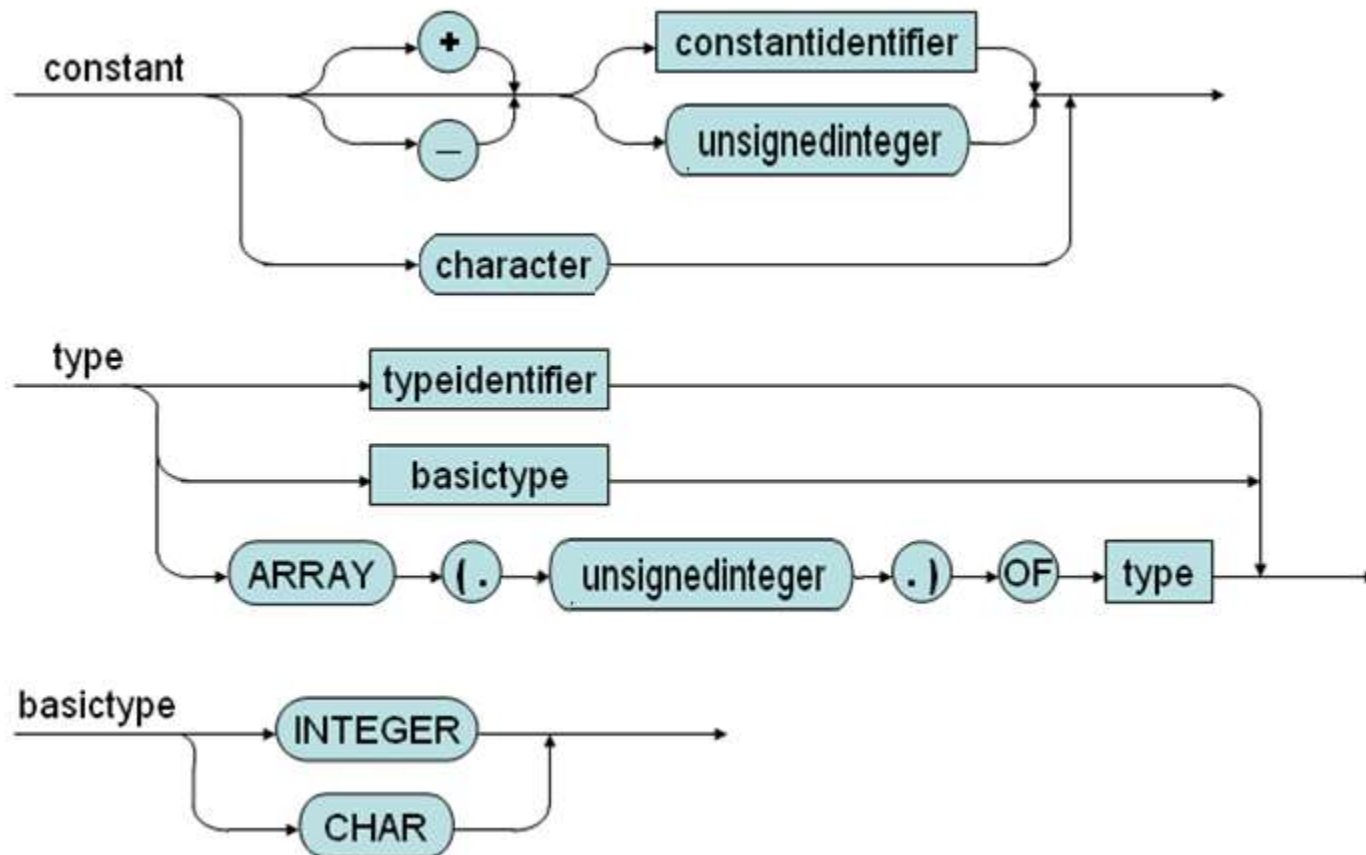 +
constantidentifier
constant
–
unsignedinteger
character
type
typeidentifier
basictype
ARRAY (. unsignedinteger .) OF type
basictype
INTEGER
CHAR